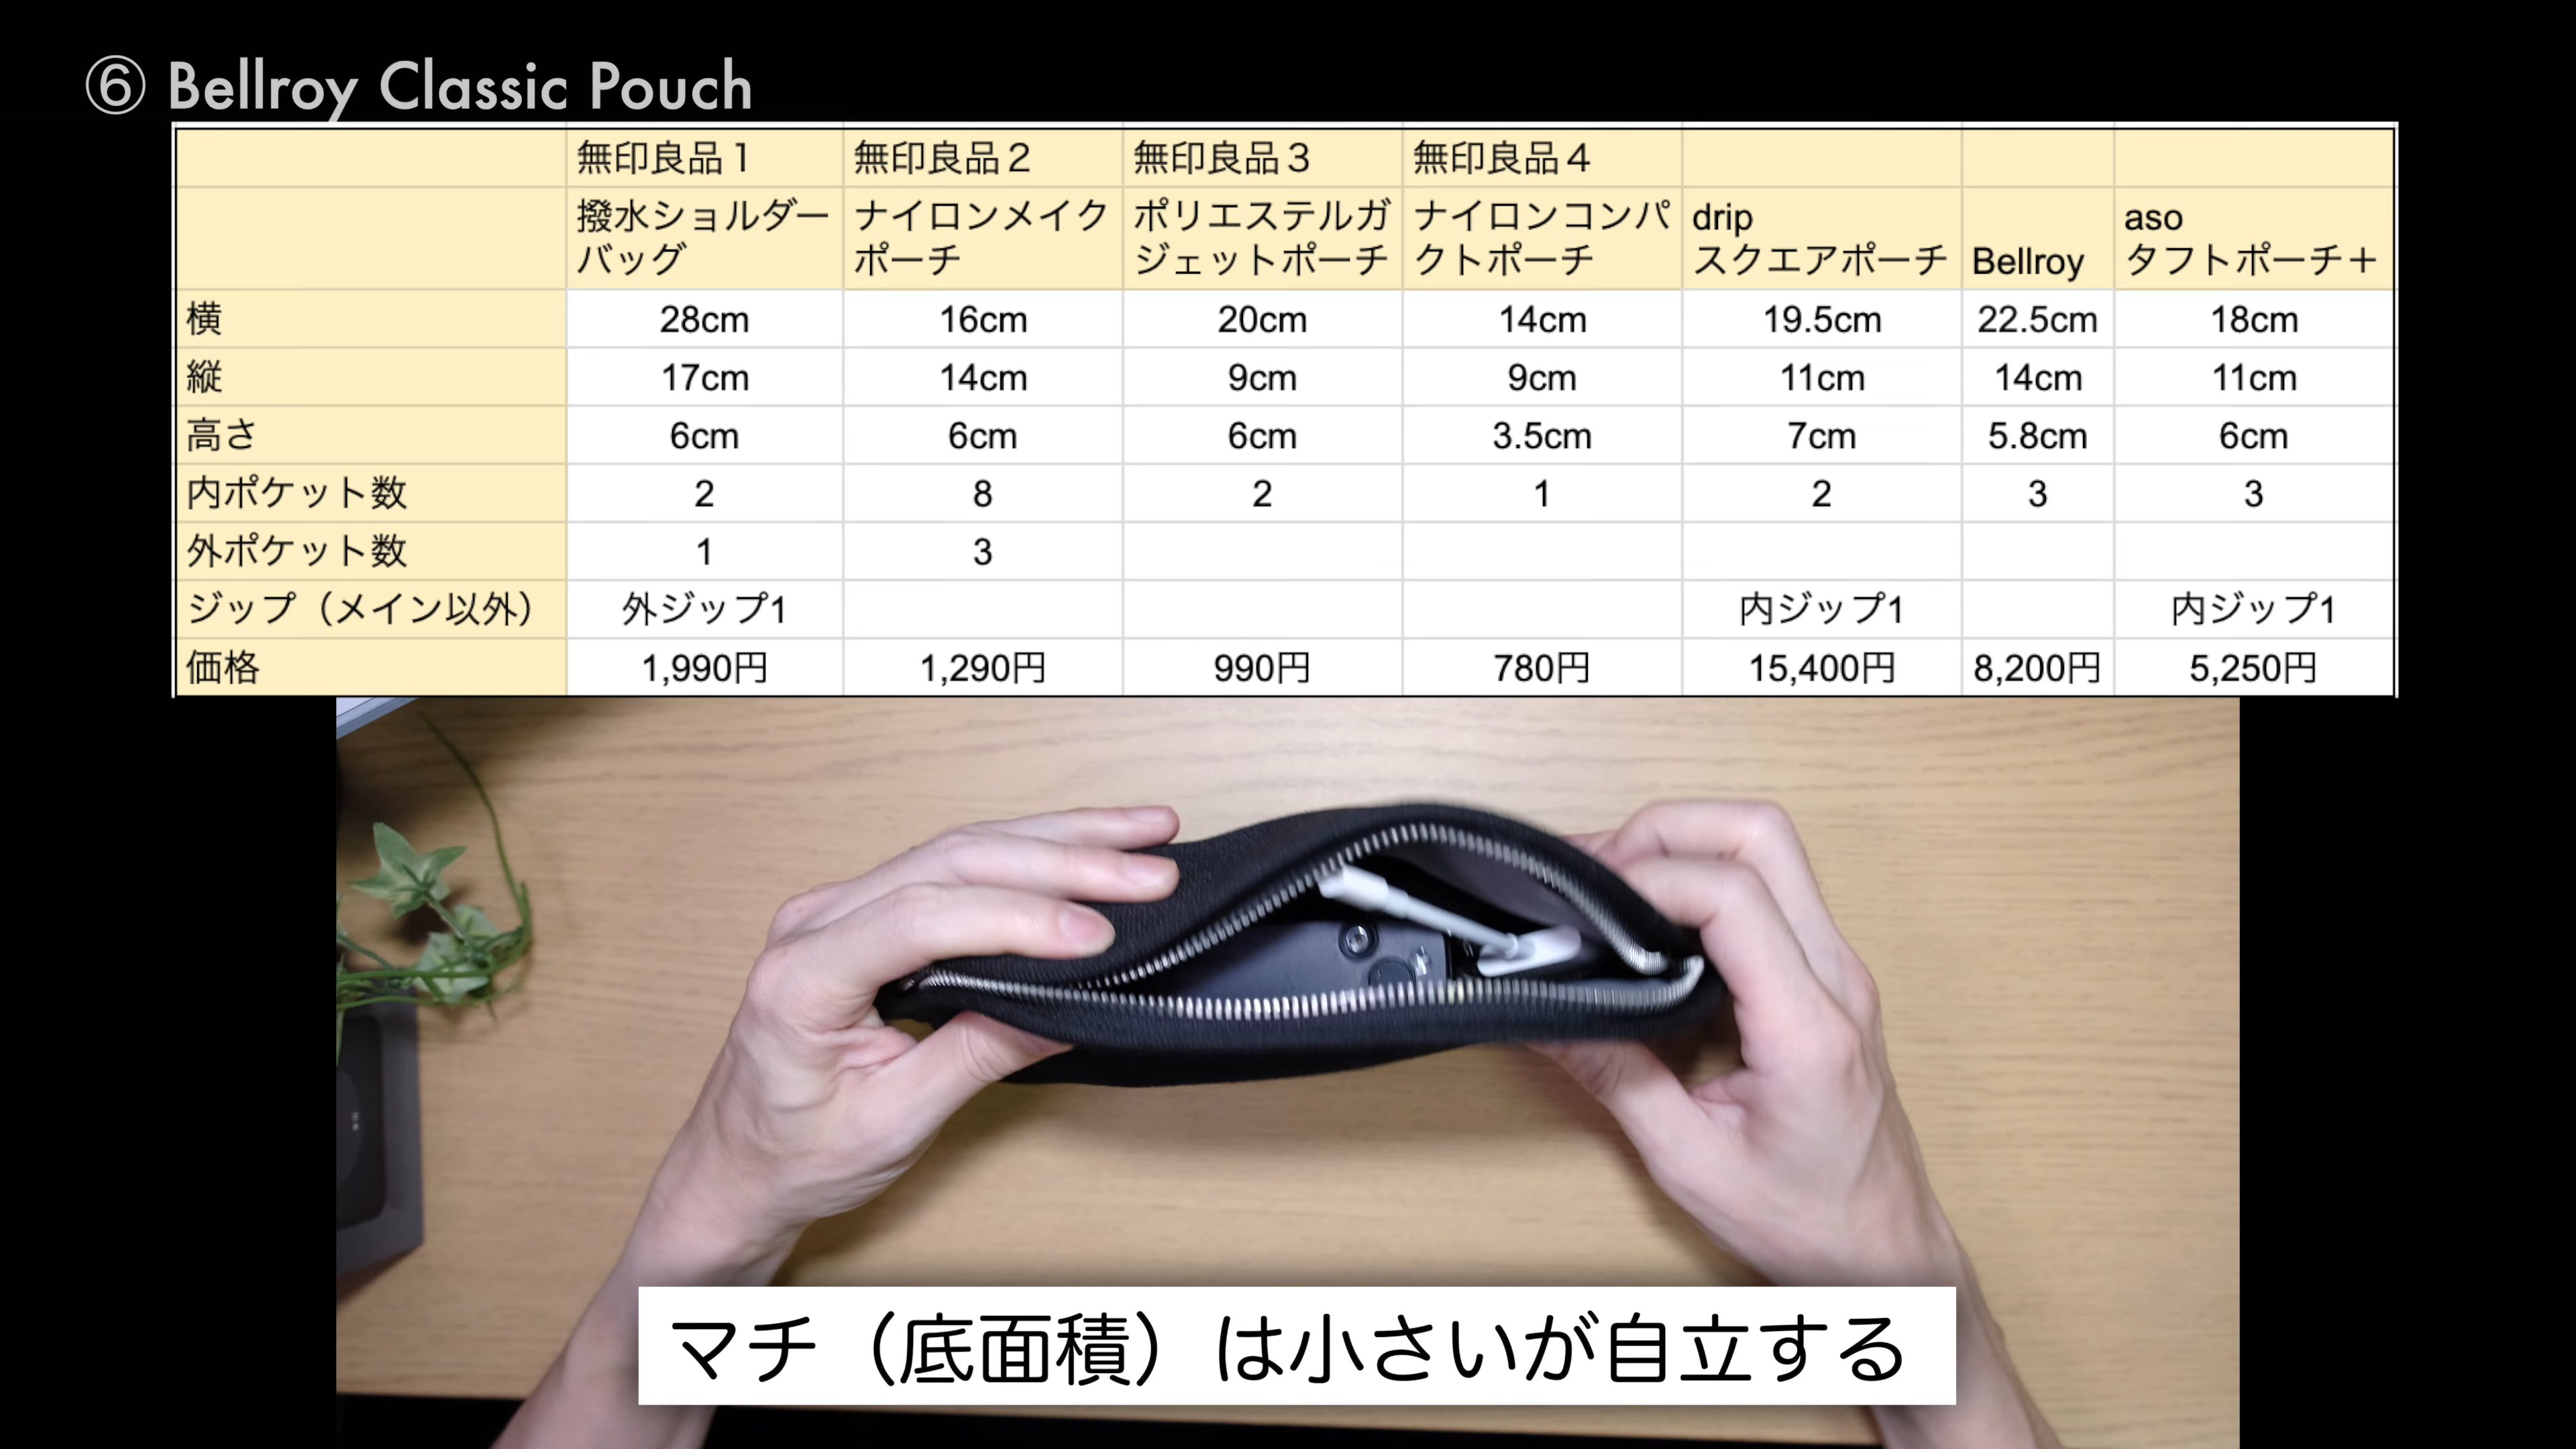 ⑥ Bellroy Classic Pouch
無印良品１ 無印良品２ 無印良品３ 無印良品４
撥水ショルダーバッグ ナイロンメイクポーチ ポリエステルガジェットポーチ ナイロンコンパクトポーチ drip スクエアポーチ Bellroy aso タフトポーチ＋
横 28cm 16cm 20cm 14cm 19.5cm 22.5cm 18cm
縦 17cm 14cm 9cm 9cm 11cm 14cm 11cm
高さ 6cm 6cm 6cm 3.5cm 7cm 5.8cm 6cm
内ポケット数 2 8 2 1 2 3 3
外ポケット数 1 3
ジップ（メイン以外） 外ジップ1 内ジップ1 内ジップ1
価格 1,990円 1,290円 990円 780円 15,400円 8,200円 5,250円
マチ（底面積）は小さいが自立する